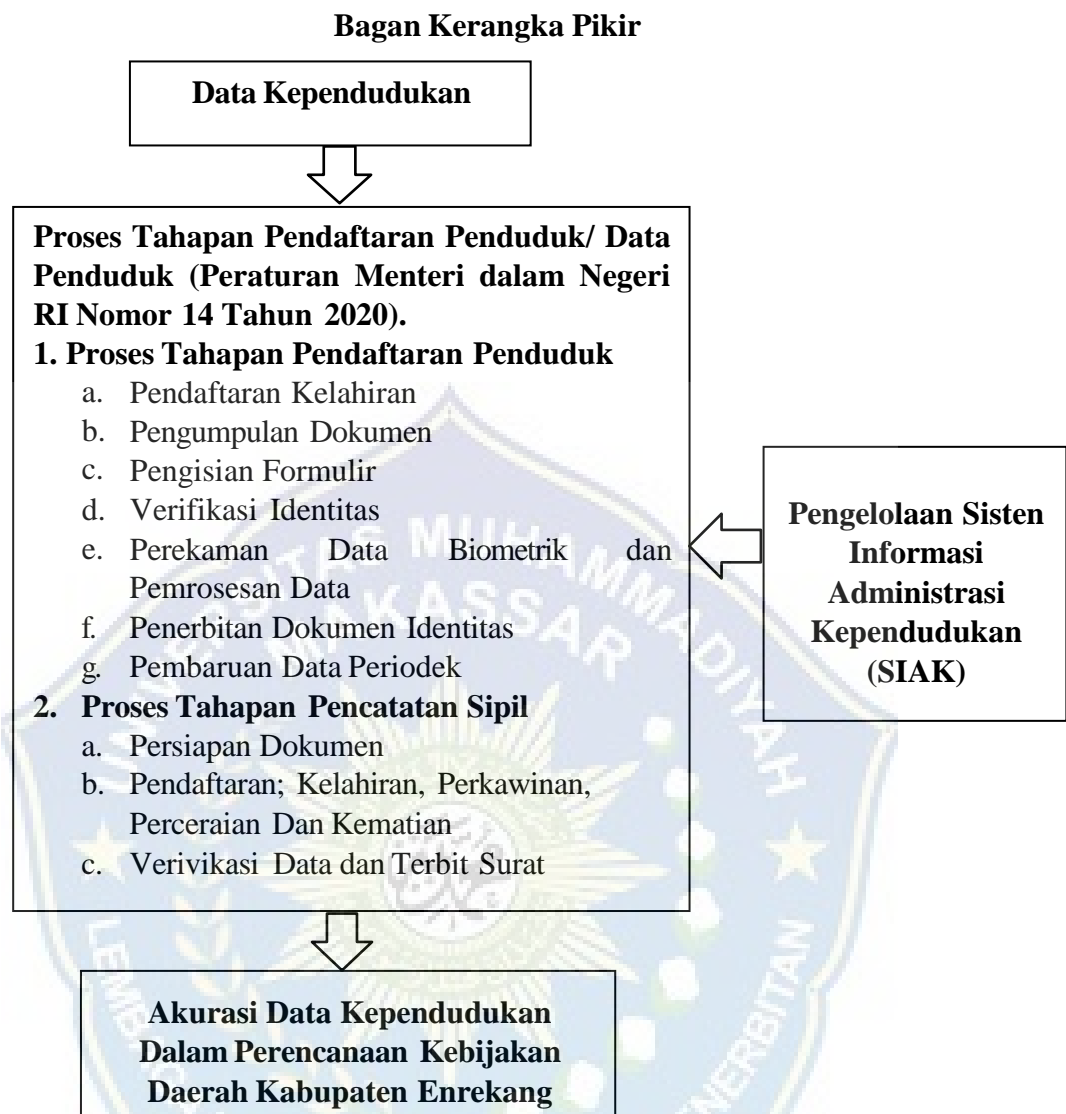 Bagan Kerangka Pikir
Data Kependudukan
Proses Tahapan Pendaftaran Penduduk/ Data
Penduduk (Peraturan Menteri dalam Negeri
RI Nomor 14 Tahun 2020).
1. Proses Tahapan Pendaftaran Penduduk
a. Pendaftaran Kelahiran
b. Pengumpulan Dokumen
c. Pengisian Formulir
d. Verifikasi Identitas
e. Perekaman Data Biometrik dan
Pemrosesan Data
f. Penerbitan Dokumen Identitas
g. Pembaruan Data Periodek
2. Proses Tahapan Pencatatan Sipil
a. Persiapan Dokumen
b. Pendaftaran; Kelahiran, Perkawinan,
Perceraian Dan Kematian
c. Verivikasi Data dan Terbit Surat
Pengelolaan Sisten
Informasi
Administrasi
Kependudukan
(SIAK)
Akurasi Data Kependudukan
Dalam Perencanaan Kebijakan
Daerah Kabupaten Enrekang
UNIVERSITAS MUHAMMADIYAH
MAKASSAR